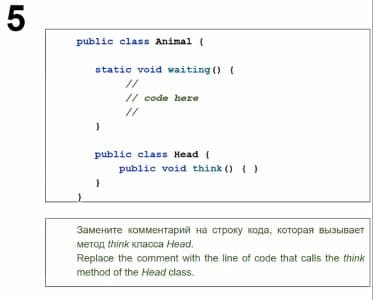 5
public class Animal {
static void waiting() {
//
// code here
//
}
public class Head {
public void think() { }
}
}
Замените комментарий на строку кода, которая вызывает
метод think класса Head.
Replace the comment with the line of code that calls the think
method of the Head class.